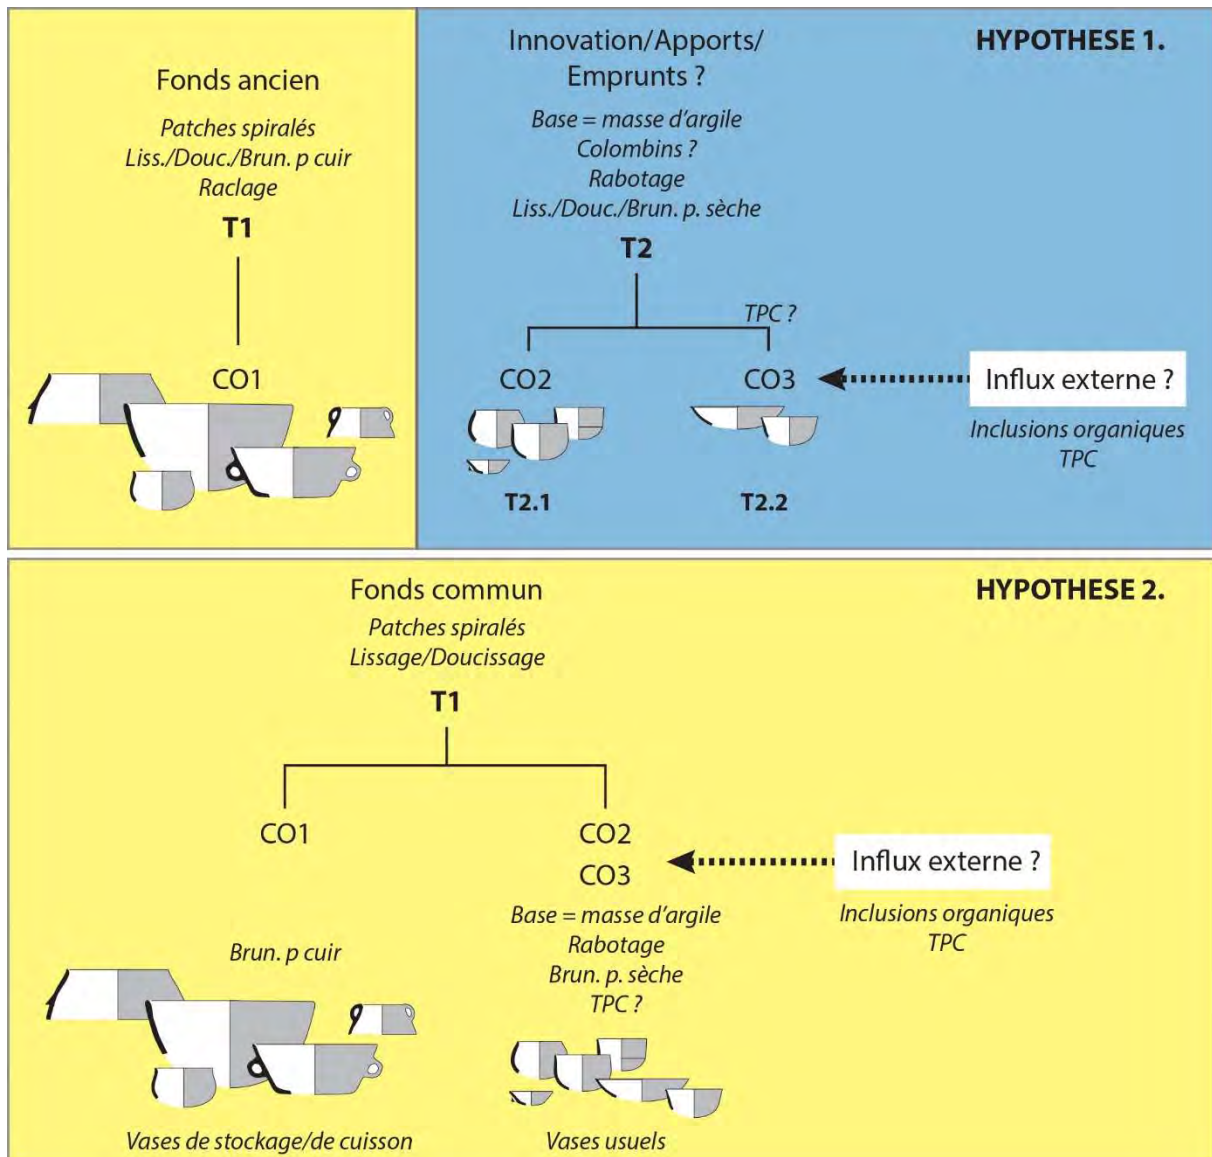 HYPOTHESE 1.
Fonds ancien
Patches spiralés
Liss./Douc./Brun. p cuir
Raclage
T1
CO1
Innovation/Apports/
Emprunts ?
Base = masse d'argile
Colombins ?
Rabotage
Liss./Douc./Brun. p. sèche
T2
TPC ?
CO2
CO3
T2.1
T2.2
Influx externe ?
Inclusions organiques
TPC
HYPOTHESE 2.
Fonds commun
Patches spiralés
Lissage/Doucissage
T1
CO1
Brun. p cuir
Vases de stockage/de cuisson
CO2
CO3
Base = masse d'argile
Rabotage
Brun. p. sèche
TPC ?
Vases usuels
Influx externe ?
Inclusions organiques
TPC